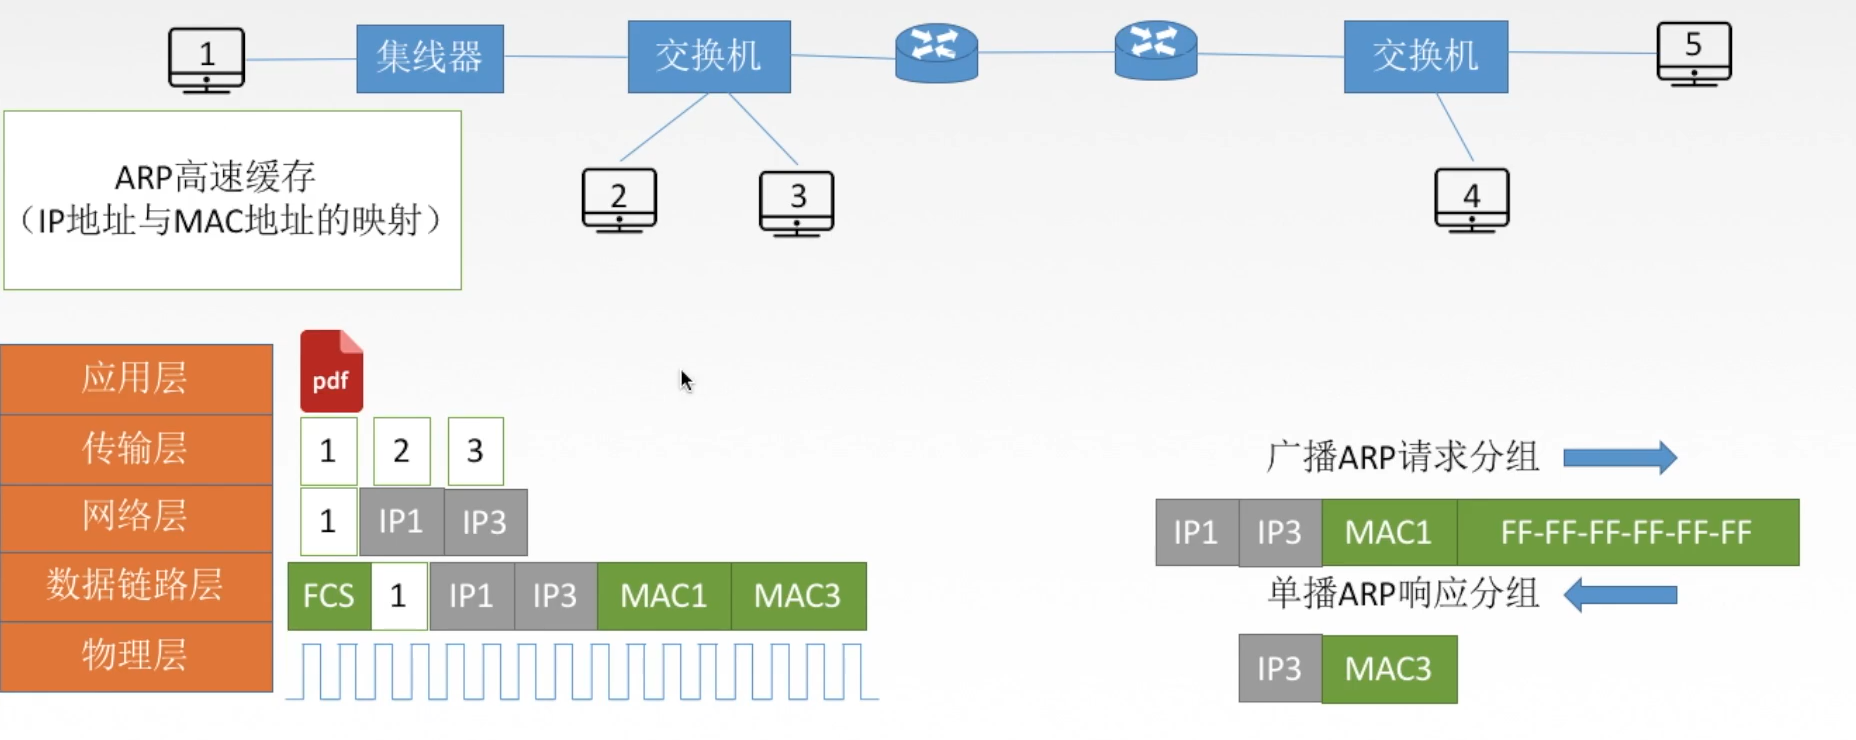 1
集线器
交换机
交换机
5
ARP高速缓存
（IP地址与MAC地址的映射）
2
3
4
应用层
pdf
传输层
1 2 3
网络层
1 IP1 IP3
数据链路层
FCS 1 IP1 IP3 MAC1 MAC3
物理层
广播ARP请求分组
IP1 IP3 MAC1 FF-FF-FF-FF-FF-FF
单播ARP响应分组
IP3 MAC3